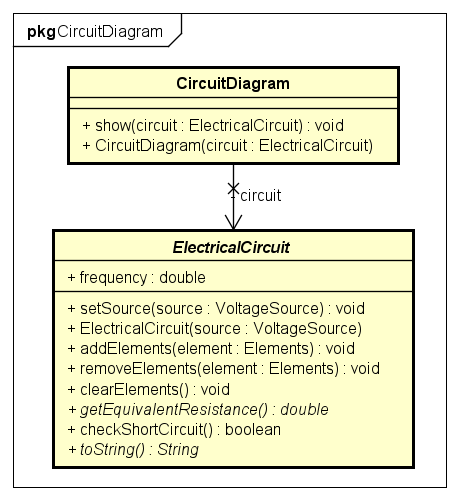 pkg CircuitDiagram
CircuitDiagram
+ show(circuit : ElectricalCircuit) : void
+ CircuitDiagram(circuit : ElectricalCircuit)
- circuit
ElectricalCircuit
+ frequency : double
+ setSource(source : VoltageSource) : void
+ ElectricalCircuit(source : VoltageSource)
+ addElements(element : Elements) : void
+ removeElements(element : Elements) : void
+ clearElements() : void
+ getEquivalentResistance() : double
+ checkShortCircuit() : boolean
+ toString() : String